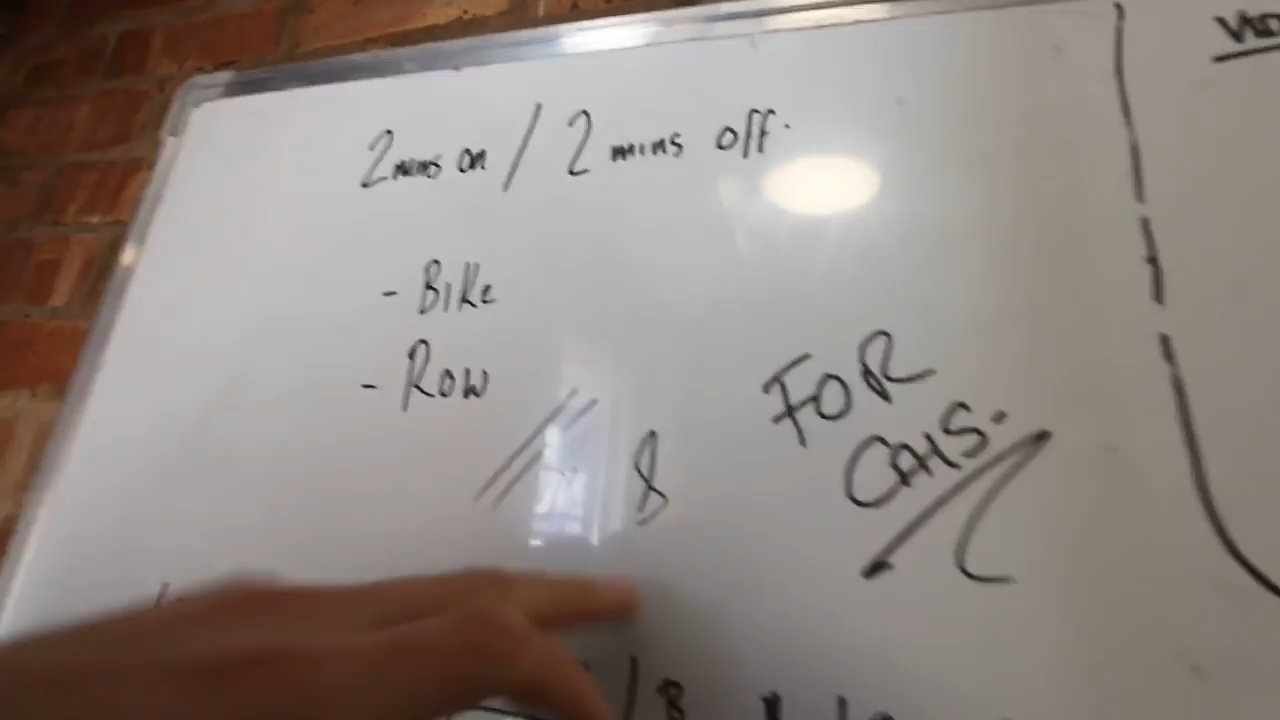 2 mins on / 2 mins off.
- Bike
- Row
// 8
FOR
CALS.